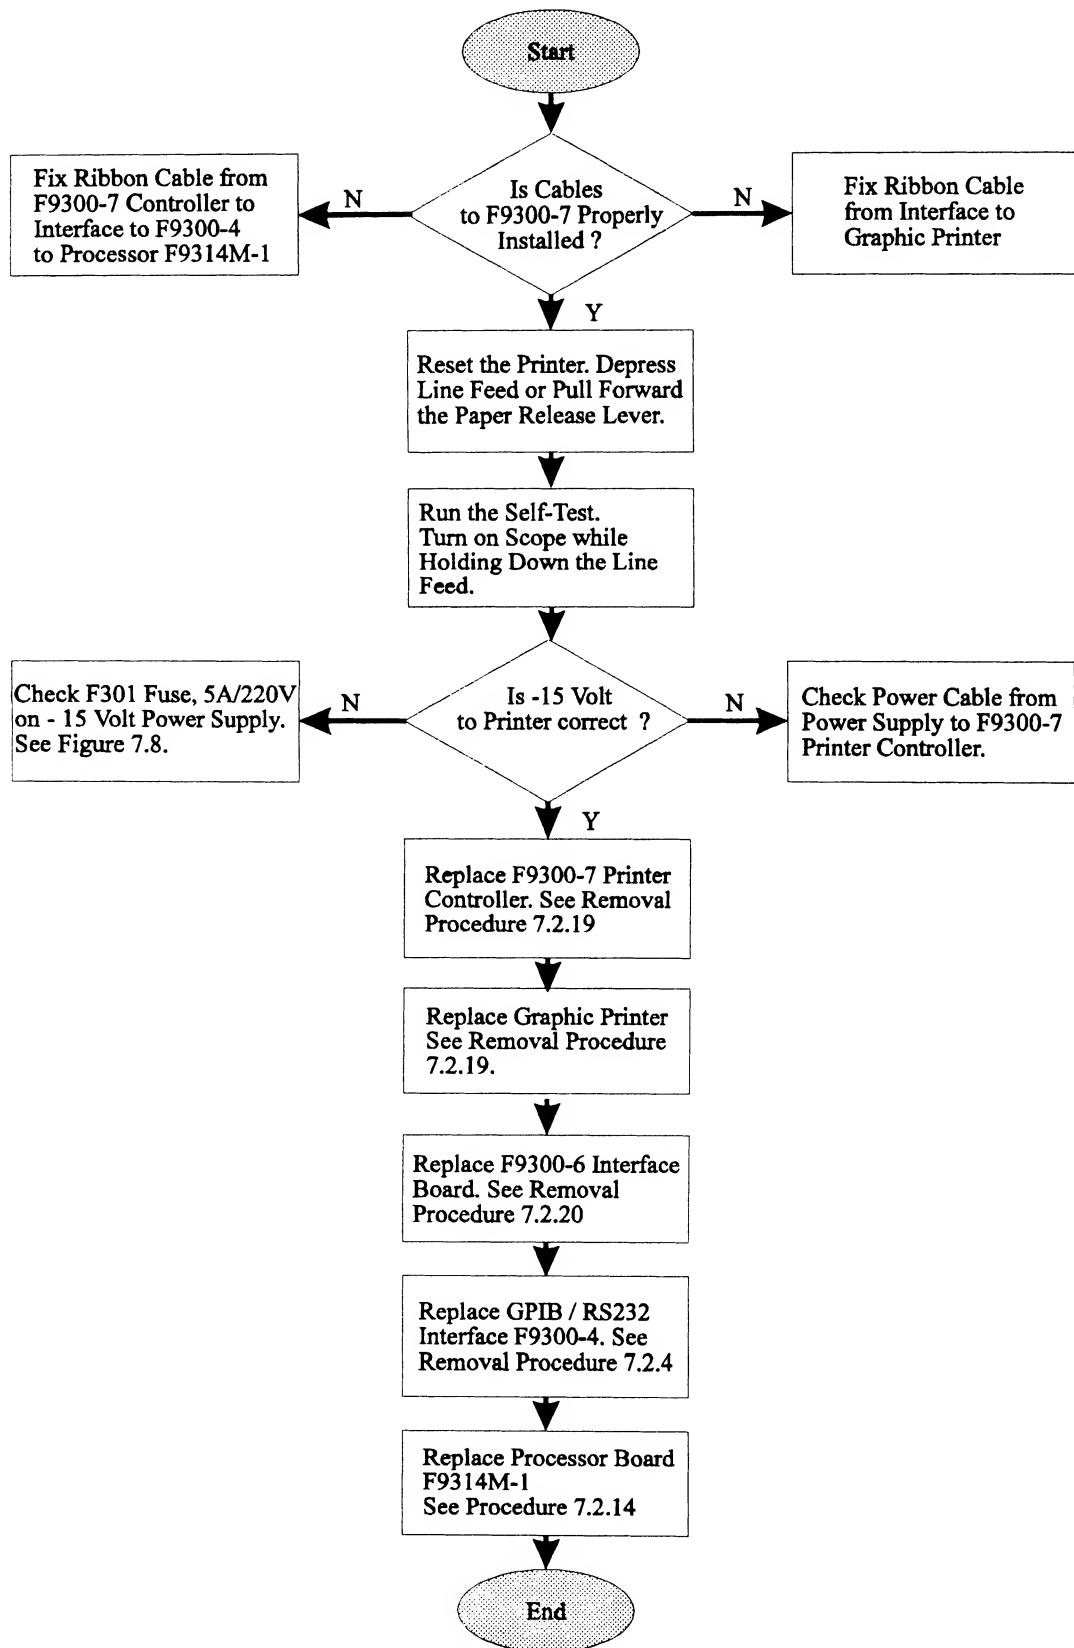 Start
Is Cables
to F9300-7 Properly
Installed ?
N
Fix Ribbon Cable from
F9300-7 Controller to
Interface to F9300-4
to Processor F9314M-1
N
Fix Ribbon Cable
from Interface to
Graphic Printer
Y
Reset the Printer. Depress
Line Feed or Pull Forward
the Paper Release Lever.
Run the Self-Test.
Turn on Scope while
Holding Down the Line
Feed.
Is -15 Volt
to Printer correct ?
N
Check F301 Fuse, 5A/220V
on - 15 Volt Power Supply.
See Figure 7.8.
N
Check Power Cable from
Power Supply to F9300-7
Printer Controller.
Y
Replace F9300-7 Printer
Controller. See Removal
Procedure 7.2.19
Replace Graphic Printer
See Removal Procedure
7.2.19.
Replace F9300-6 Interface
Board. See Removal
Procedure 7.2.20
Replace GPIB / RS232
Interface F9300-4. See
Removal Procedure 7.2.4
Replace Processor Board
F9314M-1
See Procedure 7.2.14
End